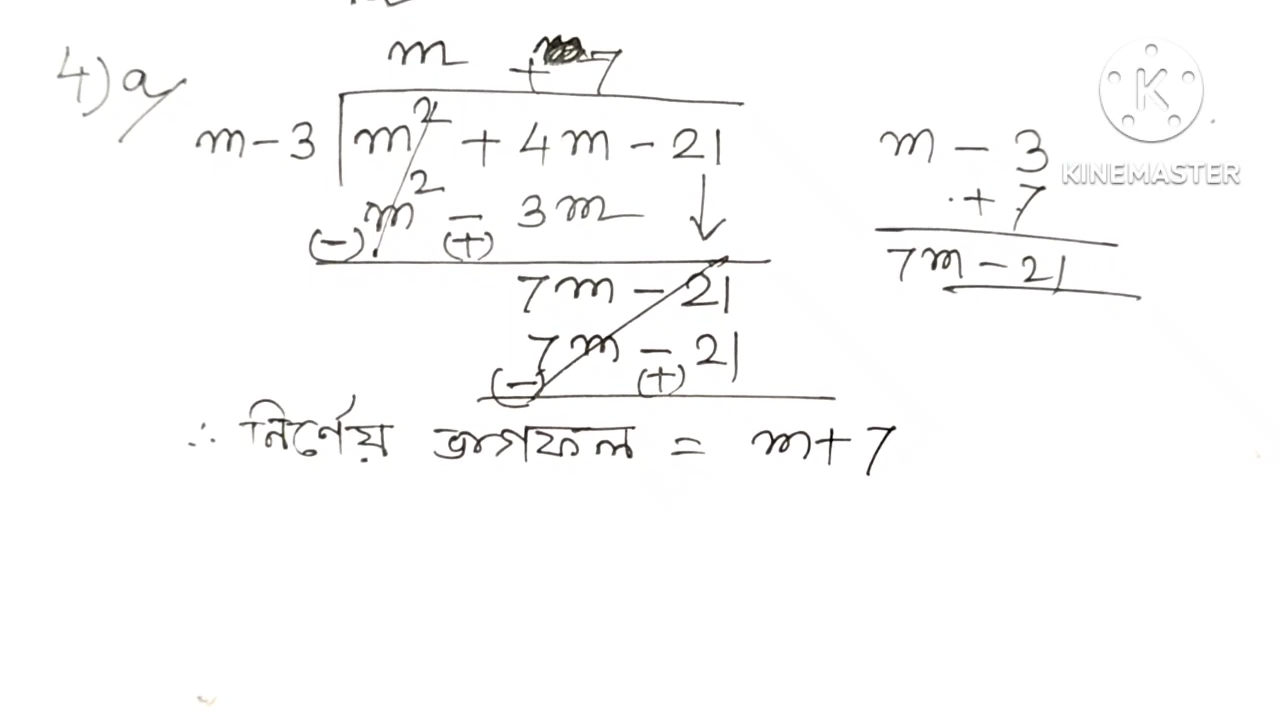 4) a
m + 7
m - 3 m² + 4m - 21
m² - 3m
(-) (+)
7m - 21
7m - 21
(-) (+)
∴ নির্ণেয় ভাগফল = m + 7
m - 3
· + 7
7m - 21
K
KINEMASTER